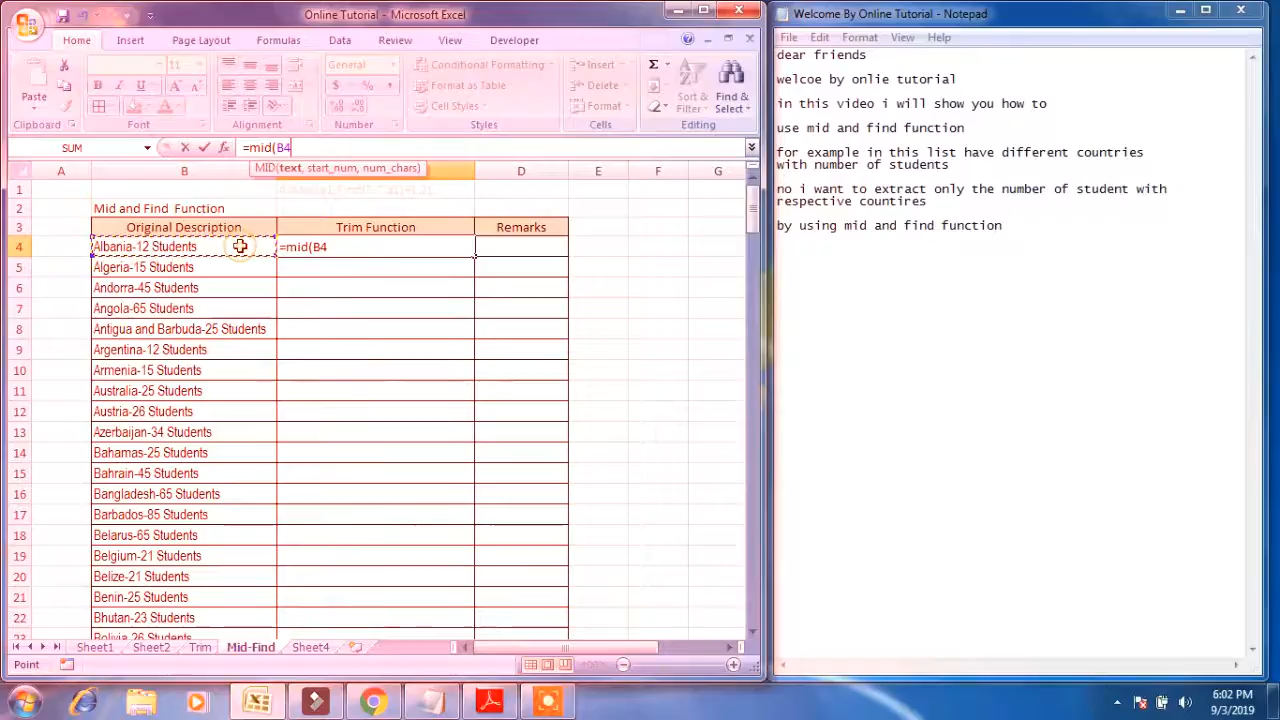 Online Tutorial - Microsoft Excel
Home Insert Page Layout Formulas Data Review View Developer
Paste
11
General
Conditional Formatting
Format as Table
Cell Styles
Insert
Delete
Format
Sort & Filter
Find & Select
Clipboard Font Alignment Number Styles Cells Editing
SUM =mid(B4
MID(text, start_num, num_chars)
A B D E F G
1
2 Mid and Find Function
3 Original Description Trim Function Remarks
4 Albania-12 Students =mid(B4
5 Algeria-15 Students
6 Andorra-45 Students
7 Angola-65 Students
8 Antigua and Barbuda-25 Students
9 Argentina-12 Students
10 Armenia-15 Students
11 Australia-25 Students
12 Austria-26 Students
13 Azerbaijan-34 Students
14 Bahamas-25 Students
15 Bahrain-45 Students
16 Bangladesh-65 Students
17 Barbados-85 Students
18 Belarus-65 Students
19 Belgium-21 Students
20 Belize-21 Students
21 Benin-25 Students
22 Bhutan-23 Students
23 Bolivia-26 Students
Sheet1 Sheet2 Trim Mid-Find Sheet4
Point 100%
Welcome By Online Tutorial - Notepad
File Edit Format View Help
dear friends
welcoe by onlie tutorial
in this video i will show you how to
use mid and find function
for example in this list have different countries
with number of students
no i want to extract only the number of student with
respective countires
by using mid and find function
6:02 PM
9/3/2019